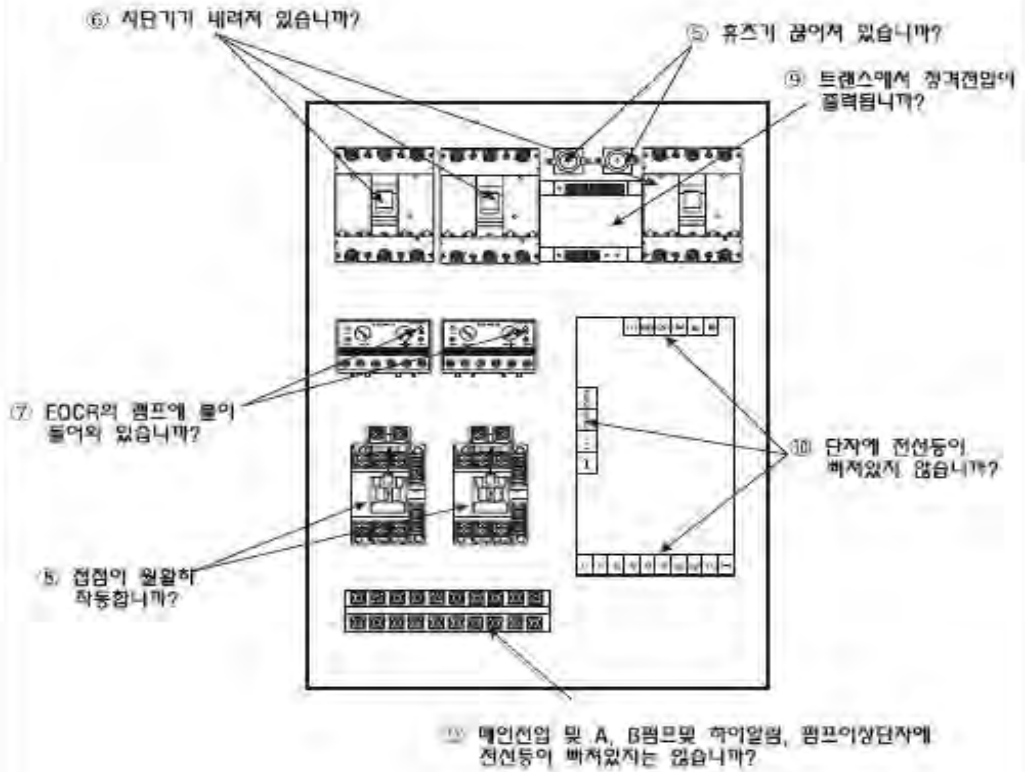 ⑥ 차단기가 내려져 있습니까?
⑤ 휴즈가 끊어져 있습니까?
⑨ 트랜스에서 정격전압이
출력됩니까?
⑦ EOCR의 램프에 불이
들어와 있습니까?
⑩ 단자에 전선등이
빠져있지 않습니까?
⑧ 접점이 원활히
작동합니까?
메인전압 및 A, B펌프및 하이알람, 펌프이상단자에
전선등이 빠져있지는 않습니까?